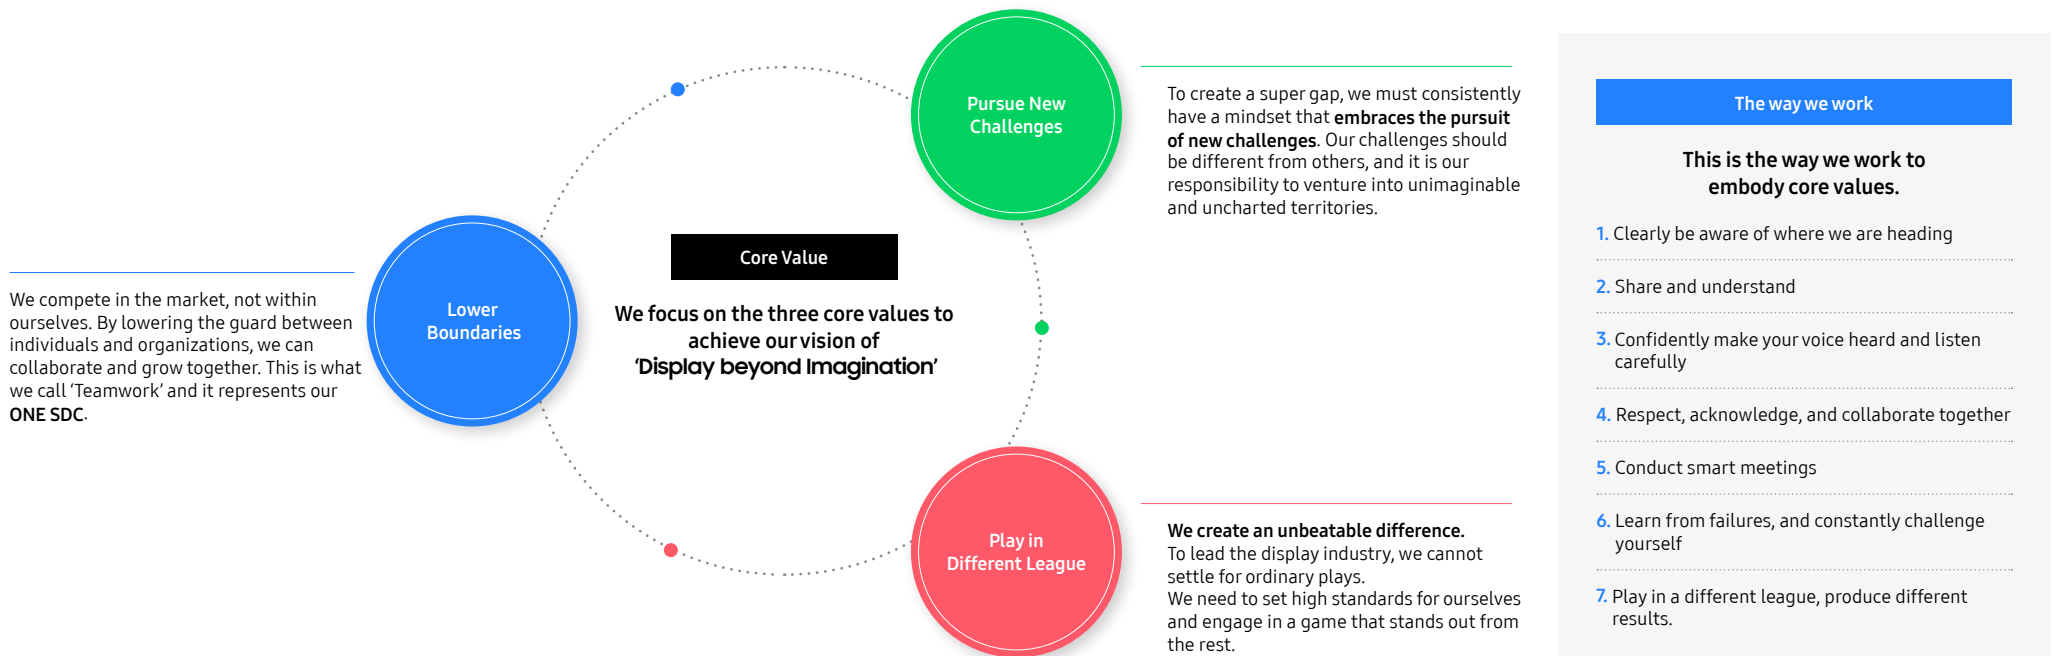 Lower
Boundaries
We compete in the market, not within
ourselves. By lowering the guard between
individuals and organizations, we can
collaborate and grow together. This is what
we call ‘Teamwork’ and it represents our
ONE SDC.
Core Value
We focus on the three core values to
achieve our vision of
‘Display beyond Imagination’
Pursue New
Challenges
To create a super gap, we must consistently
have a mindset that embraces the pursuit
of new challenges. Our challenges should
be different from others, and it is our
responsibility to venture into unimaginable
and uncharted territories.
Play in
Different League
We create an unbeatable difference.
To lead the display industry, we cannot
settle for ordinary plays.
We need to set high standards for ourselves
and engage in a game that stands out from
the rest.
The way we work
This is the way we work to
embody core values.
1. Clearly be aware of where we are heading
2. Share and understand
3. Confidently make your voice heard and listen
carefully
4. Respect, acknowledge, and collaborate together
5. Conduct smart meetings
6. Learn from failures, and constantly challenge
yourself
7. Play in a different league, produce different
results.